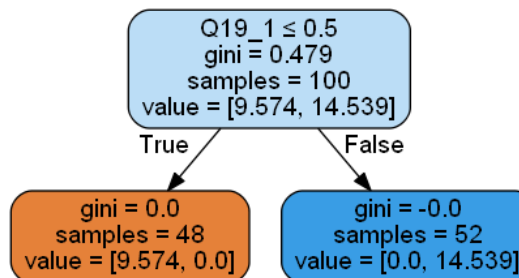 Q19_1 ≤ 0.5
gini = 0.479
samples = 100
value = [9.574, 14.539]
True
False
gini = 0.0
samples = 48
value = [9.574, 0.0]
gini = -0.0
samples = 52
value = [0.0, 14.539]